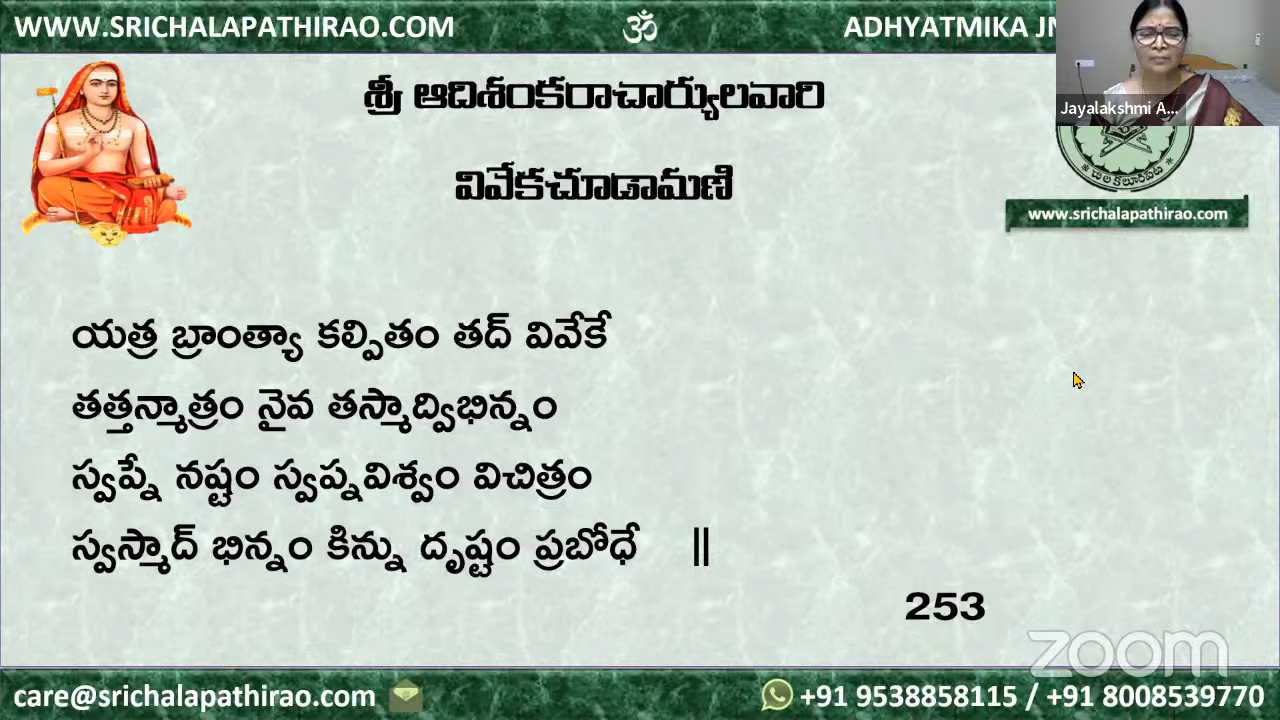 WWW.SRICHALAPATHIRAO.COM
ADHYATMIKA
Jayalakshmi A...
శ్రీ ఆదిశంకరాచార్యులవారి
వివేకచూడామణి
www.srichalapathirao.com
యత్ర బ్రాంత్యా కల్పితం తద్ వివేకే
తత్తన్మాత్రం నైవ తస్మాద్విభిన్నం
స్వప్నే నష్టం స్వప్నవిశ్వం విచిత్రం
స్వస్మాద్ భిన్నం కిన్ను దృష్టం ప్రబోధే ||
253
zoom
care@srichalapathirao.com
+91 9538858115 / +91 8008539770